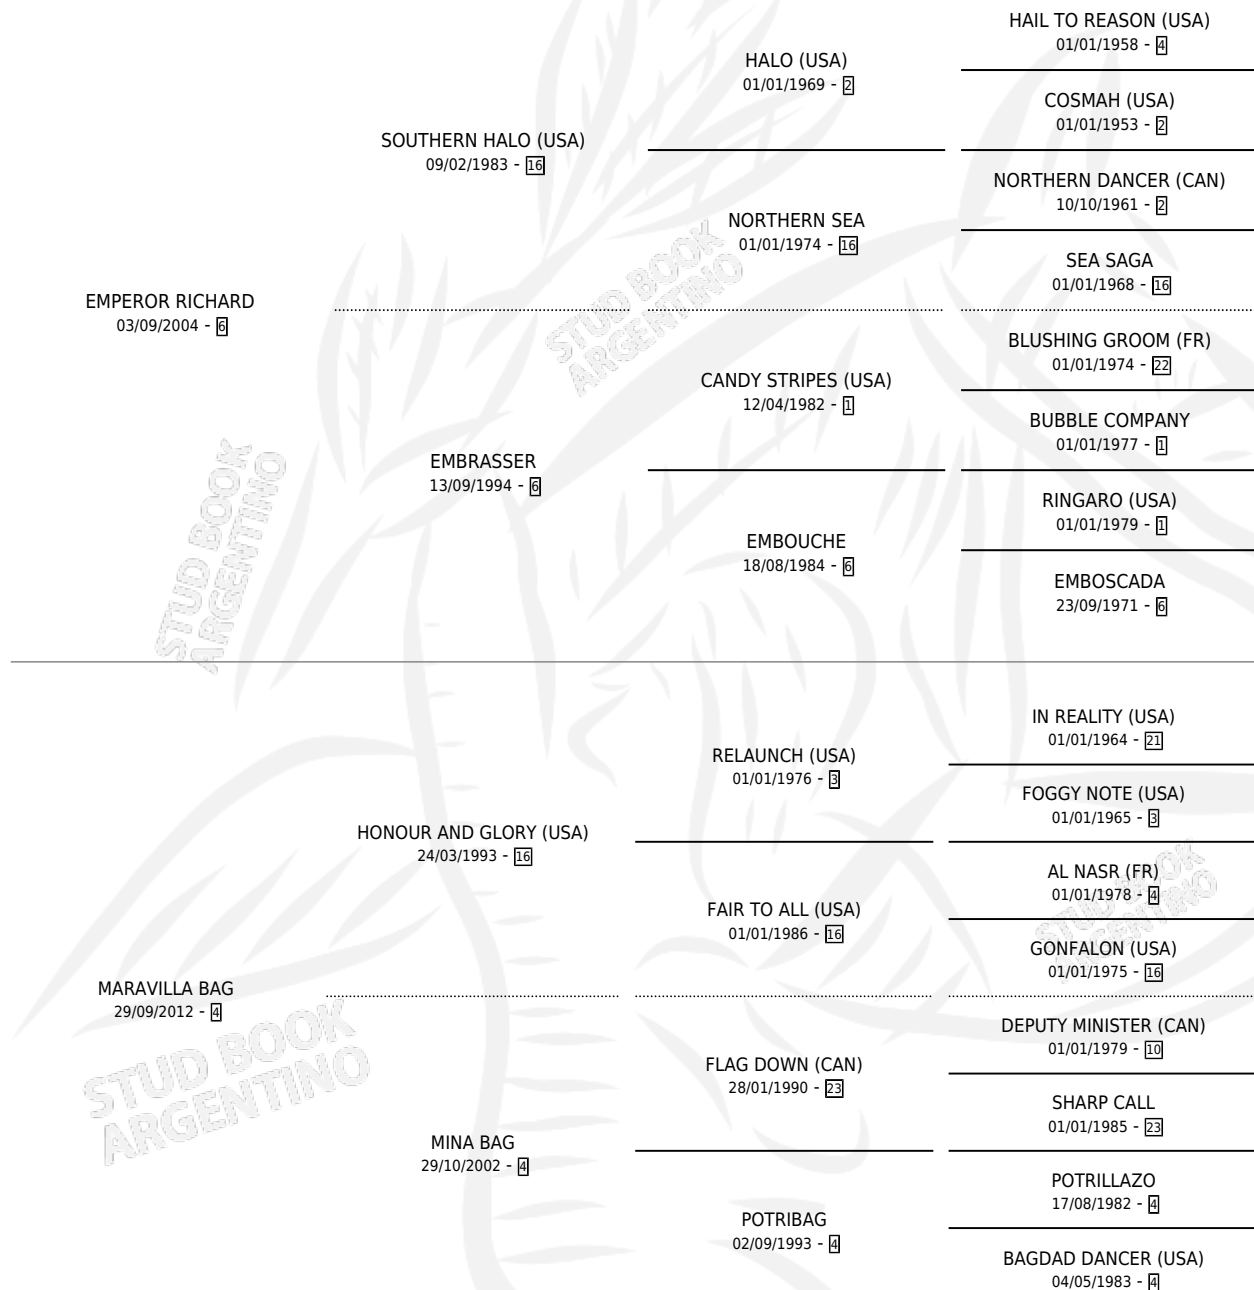 HAIL TO REASON (USA)
01/01/1958 - 4
HALO (USA)
01/01/1969 - 2
COSMAH (USA)
01/01/1953 - 2
SOUTHERN HALO (USA)
09/02/1983 - 16
NORTHERN DANCER (CAN)
10/10/1961 - 2
NORTHERN SEA
01/01/1974 - 16
SEA SAGA
01/01/1968 - 16
EMPEROR RICHARD
03/09/2004 - 6
BLUSHING GROOM (FR)
01/01/1974 - 22
CANDY STRIPES (USA)
12/04/1982 - 1
BUBBLE COMPANY
01/01/1977 - 1
EMBRASSER
13/09/1994 - 6
RINGARO (USA)
01/01/1979 - 1
EMBOUCHE
18/08/1984 - 6
EMBOSCADA
23/09/1971 - 6
IN REALITY (USA)
01/01/1964 - 21
RELAUNCH (USA)
01/01/1976 - 3
FOGGY NOTE (USA)
01/01/1965 - 3
HONOUR AND GLORY (USA)
24/03/1993 - 16
AL NASR (FR)
01/01/1978 - 4
FAIR TO ALL (USA)
01/01/1986 - 16
GONFALON (USA)
01/01/1975 - 16
MARAVILLA BAG
29/09/2012 - 4
DEPUTY MINISTER (CAN)
01/01/1979 - 10
FLAG DOWN (CAN)
28/01/1990 - 23
SHARP CALL
01/01/1985 - 23
MINA BAG
29/10/2002 - 4
POTRILLAZO
17/08/1982 - 4
POTRIBAG
02/09/1993 - 4
BAGDAD DANCER (USA)
04/05/1983 - 4
STUD BOOK
ARGENTINO
STUD BOOK
ARGENTINO
STUD BOOK
ARGENTINO
STUD BOOK
ARGENTINO